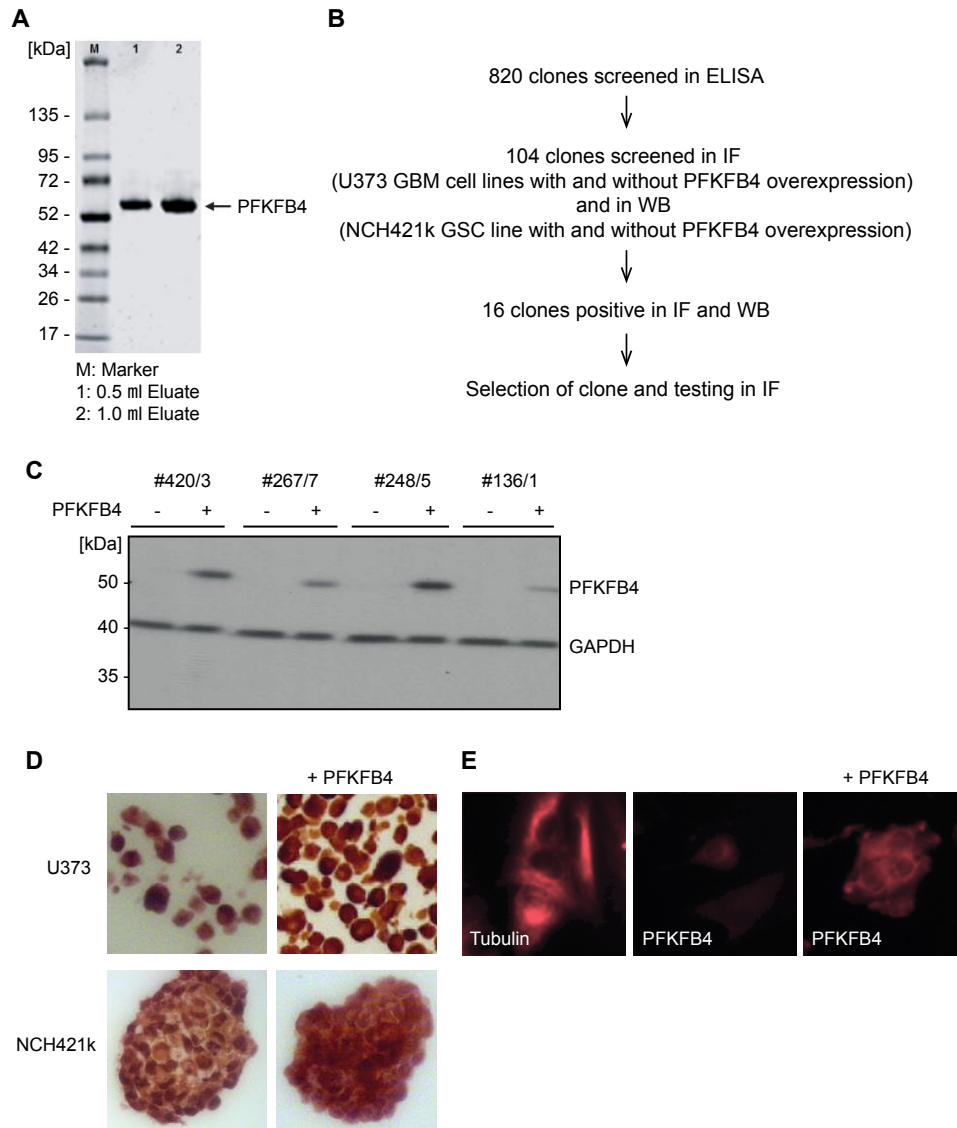 A
[kDa]
M 1 2
135 -
95 -
72 -
52 -
42 -
34 -
26 -
17 -
PFKFB4
M: Marker
1: 0.5 ml Eluate
2: 1.0 ml Eluate
B
820 clones screened in ELISA
104 clones screened in IF
(U373 GBM cell lines with and without PFKFB4 overexpression)
and in WB
(NCH421k GSC line with and without PFKFB4 overexpression)
16 clones positive in IF and WB
Selection of clone and testing in IF
C
#420/3 #267/7 #248/5 #136/1
PFKFB4 - + - + - + - +
[kDa]
50
40
35
PFKFB4
GAPDH
D
+ PFKFB4
U373
NCH421k
E
+ PFKFB4
Tubulin
PFKFB4
PFKFB4